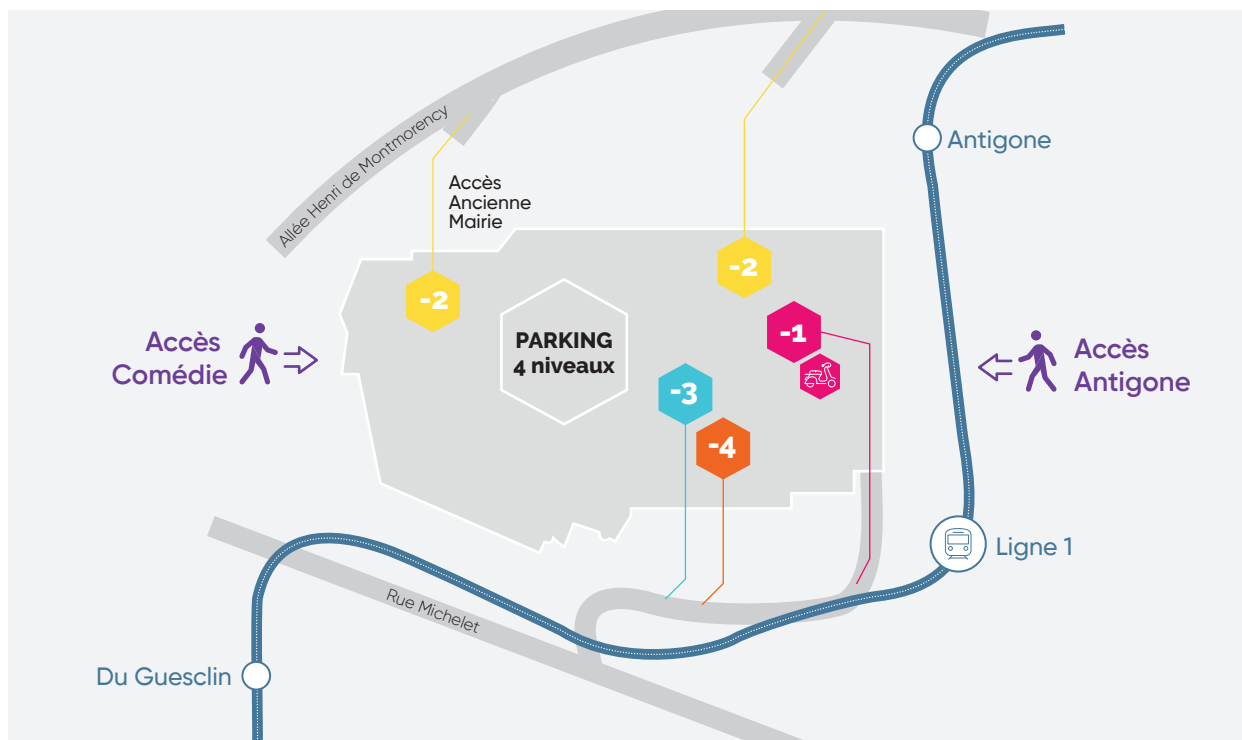 Allée Henri de Montmorency
Antigone
Accès
Ancienne
Mairie
-2
-2
-1
PARKING
4 niveaux
Accès
Comédie
Accès
Antigone
-3
-4
Ligne 1
Rue Michelet
Du Guesclin